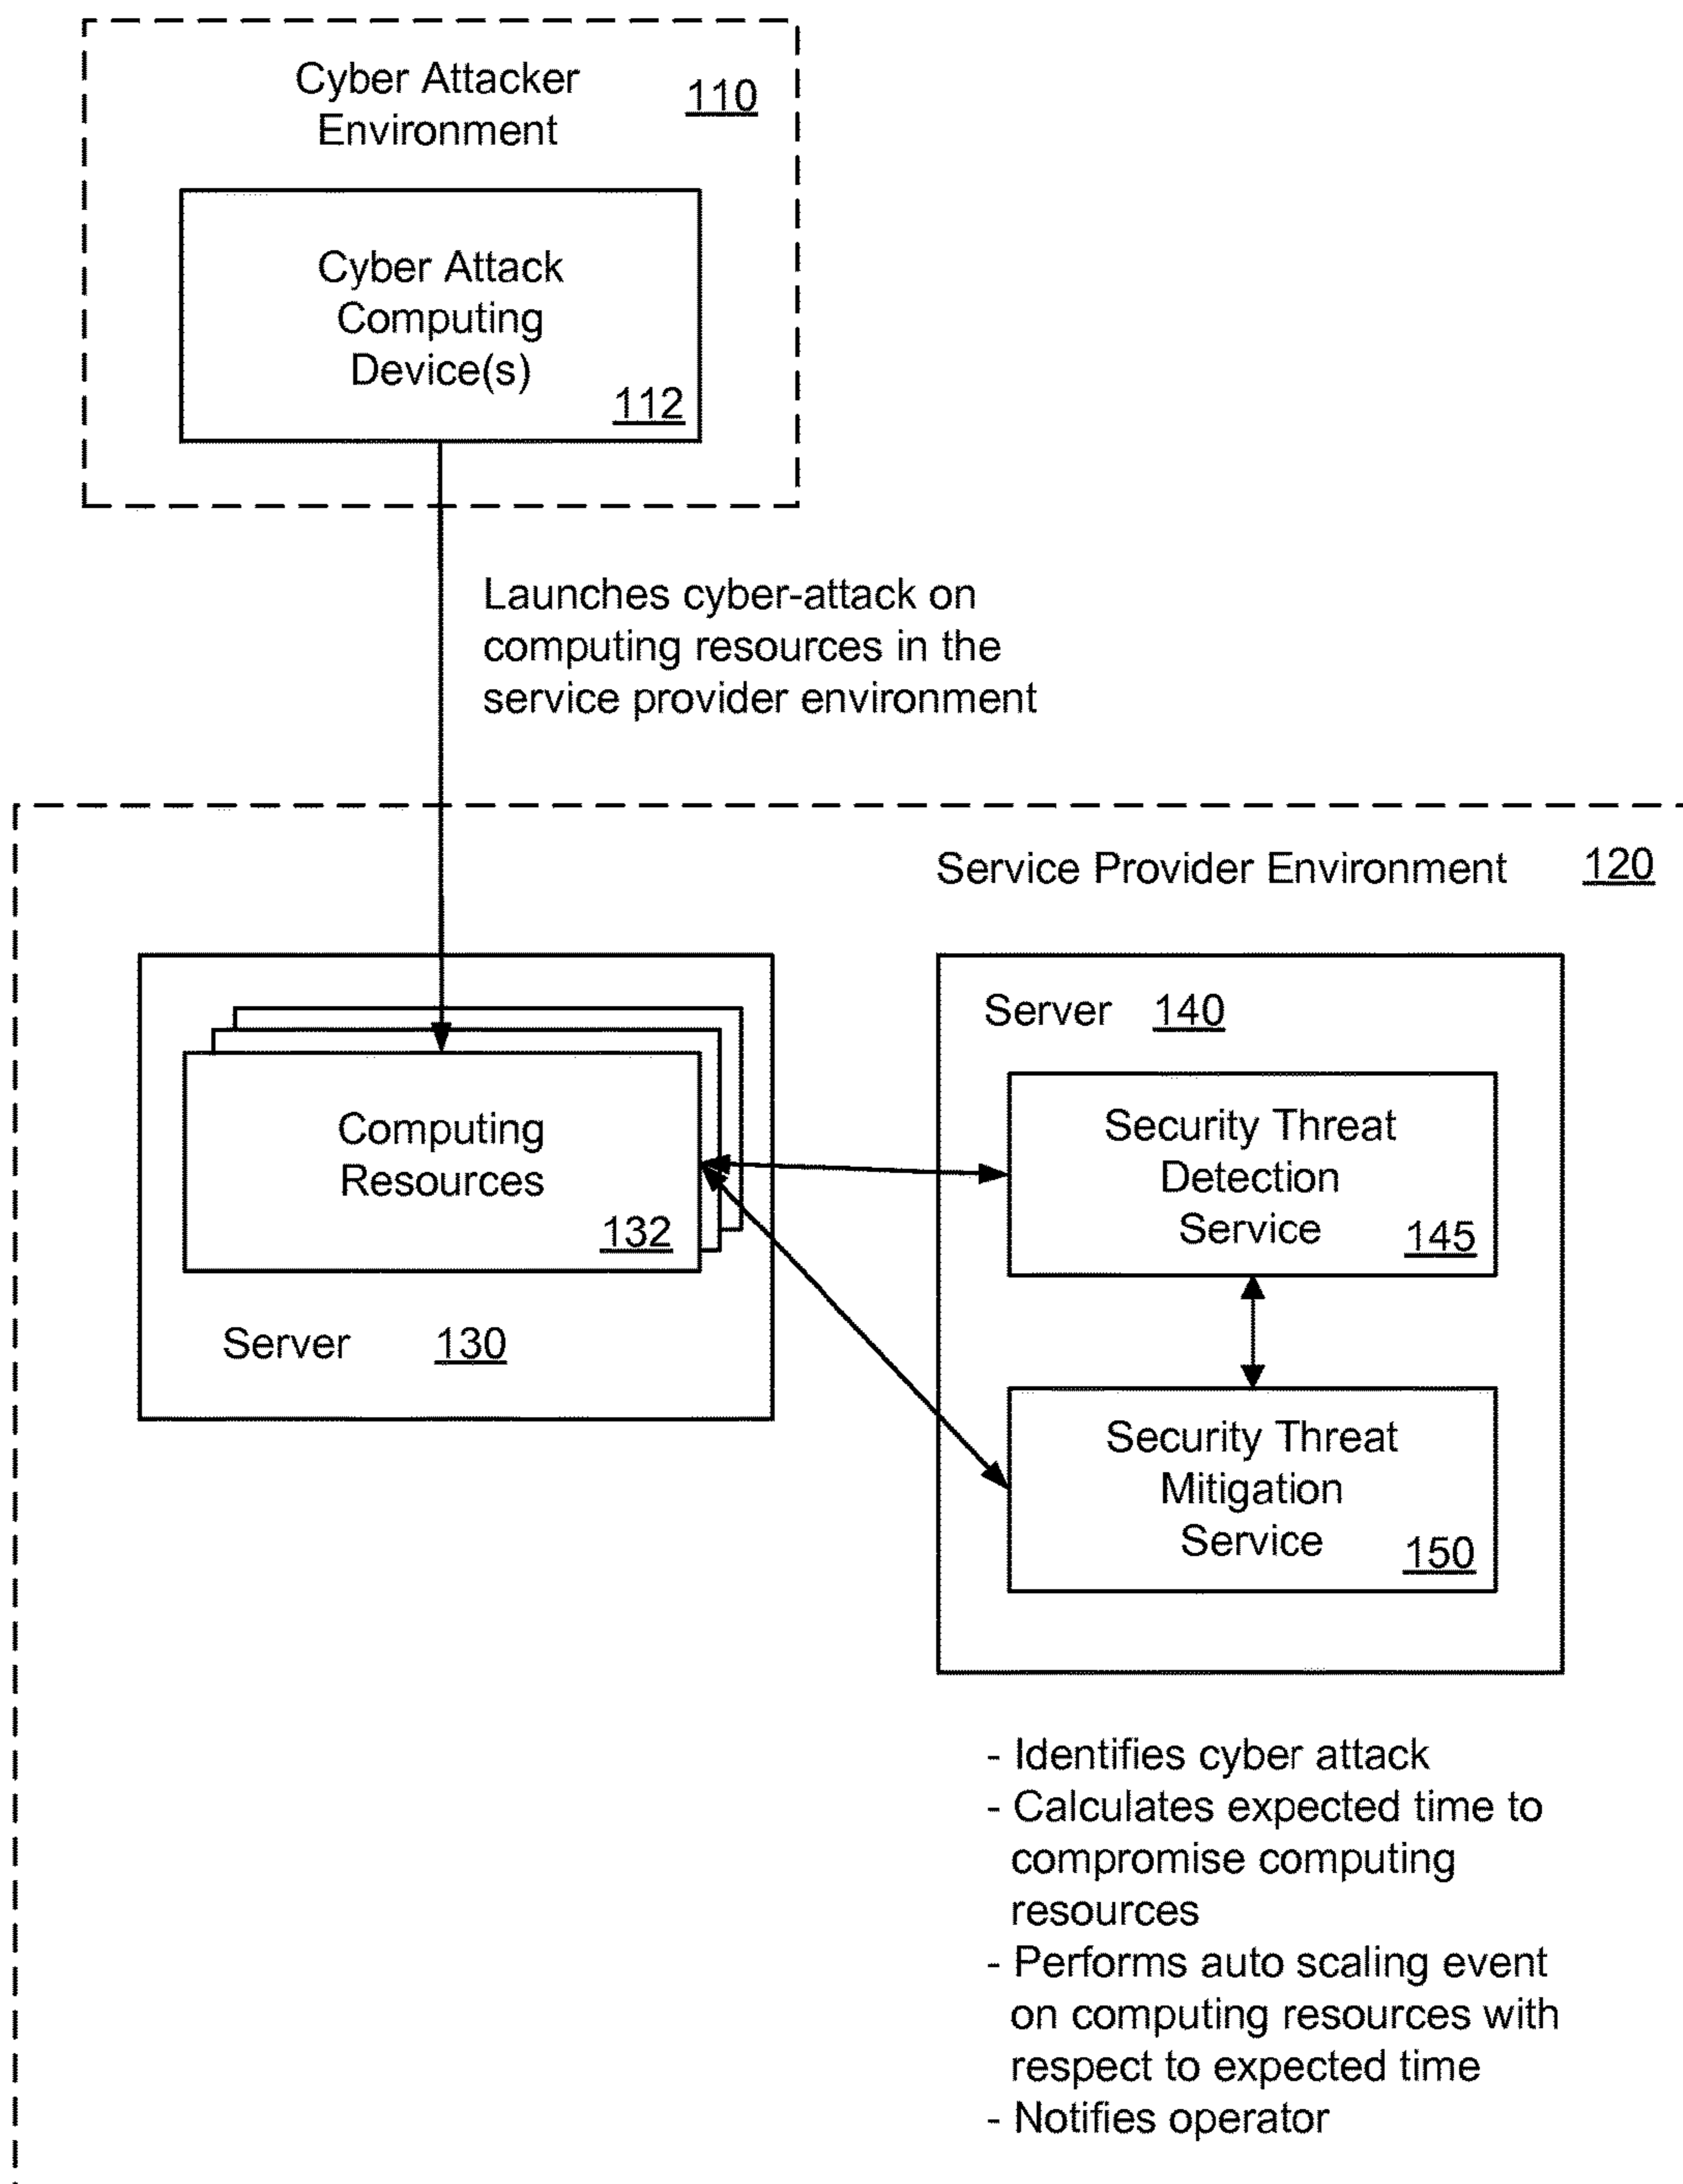 Cyber Attacker
Environment
110
Cyber Attack
Computing
Device(s)
112
Launches cyber-attack on
computing resources in the
service provider environment
Service Provider Environment 120
Computing
Resources
132
Server 130
Server 140
Security Threat
Detection
Service
145
Security Threat
Mitigation
Service
150
- Identifies cyber attack
- Calculates expected time to
compromise computing
resources
- Performs auto scaling event
on computing resources with
respect to expected time
- Notifies operator